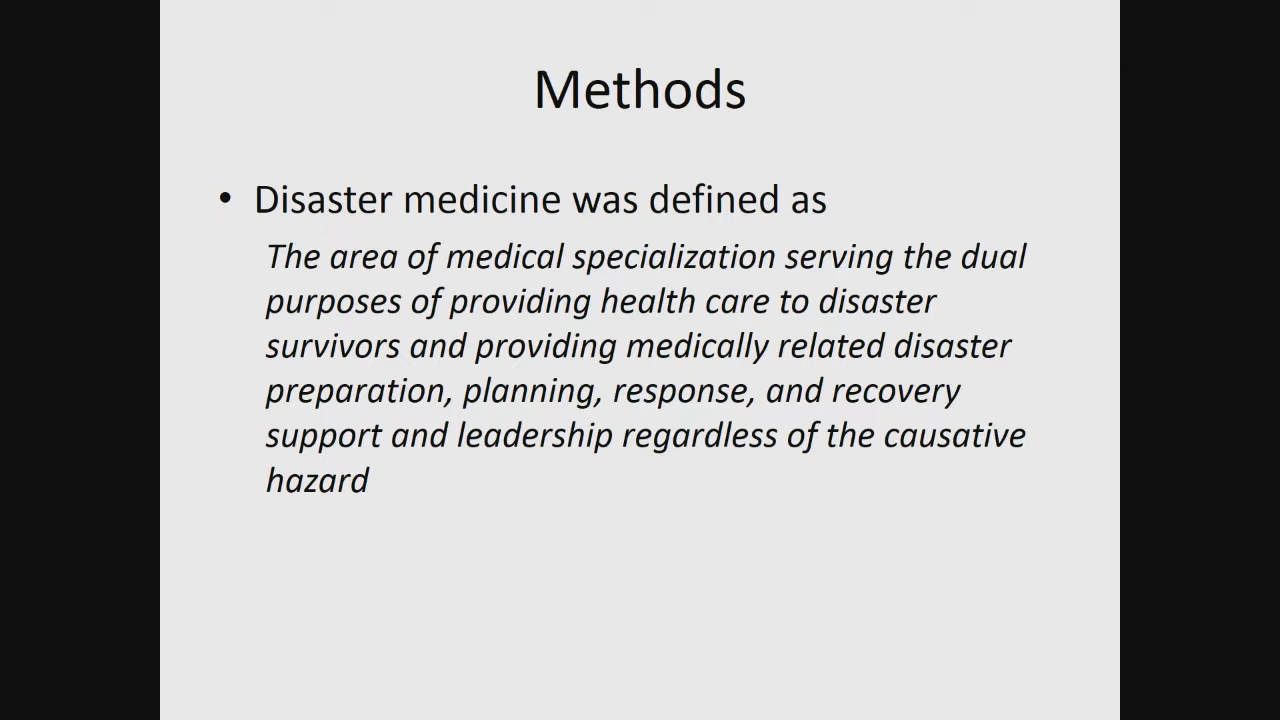 Methods
• Disaster medicine was defined as
The area of medical specialization serving the dual
purposes of providing health care to disaster
survivors and providing medically related disaster
preparation, planning, response, and recovery
support and leadership regardless of the causative
hazard